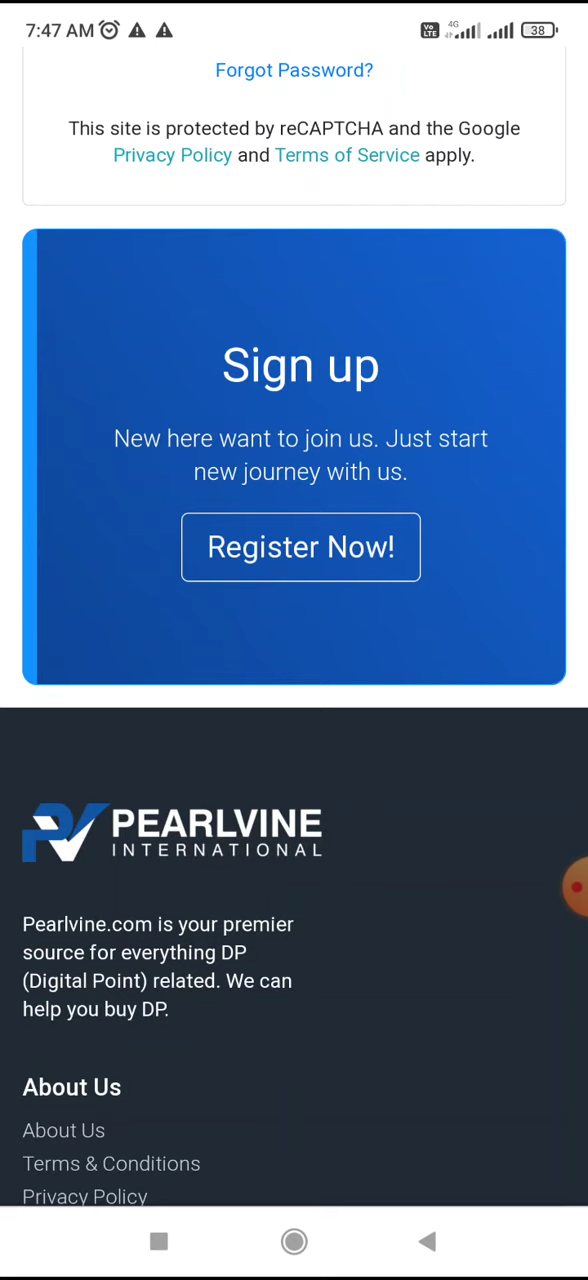 7:47 AM
Vo LTE
4G
38
Forgot Password?
This site is protected by reCAPTCHA and the Google
Privacy Policy and Terms of Service apply.
Sign up
New here want to join us. Just start
new journey with us.
Register Now!
PEARLVINE
INTERNATIONAL
Pearlvine.com is your premier
source for everything DP
(Digital Point) related. We can
help you buy DP.
About Us
About Us
Terms & Conditions
Privacy Policy